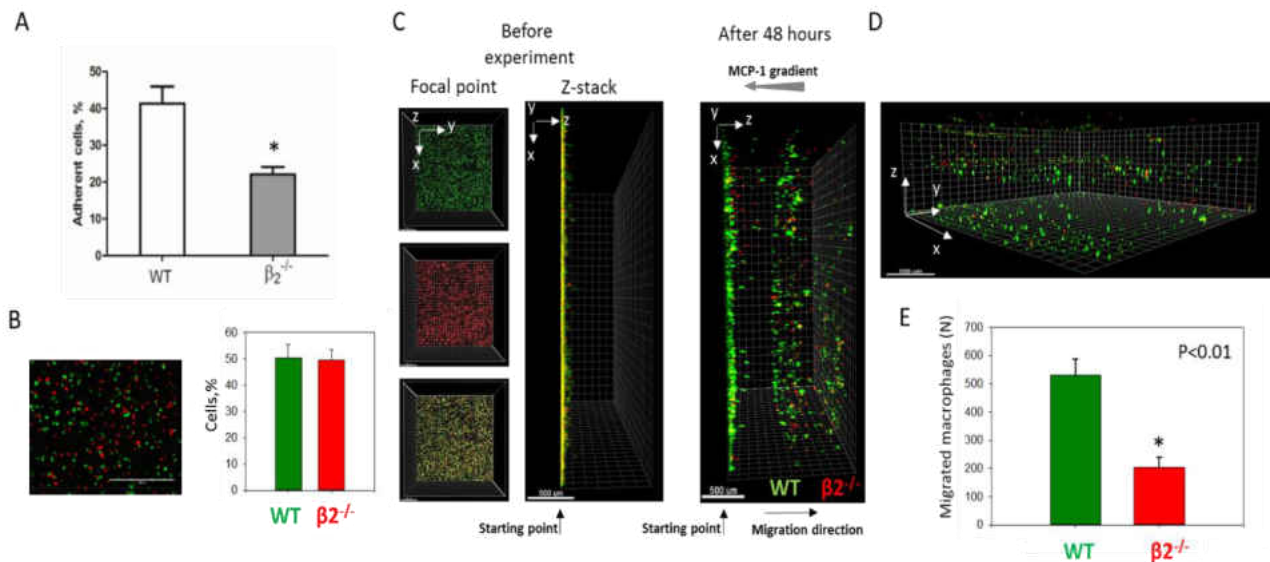 A
50
40
30
20
10
0
Adherent cells, %
*
WT
β2-/-
B
60
50
40
30
20
10
0
Cells,%
WT
β2-/-
C
Before
experiment
Focal point
Z-stack
z
y
x
y
z
x
500 um
Starting point
After 48 hours
MCP-1 gradient
y
z
x
500 um
WT
β2-/-
Starting point
Migration direction
D
z
y
x
E
700
600
500
400
300
200
100
0
Migrated macrophages (N)
P<0.01
*
WT
β2-/-